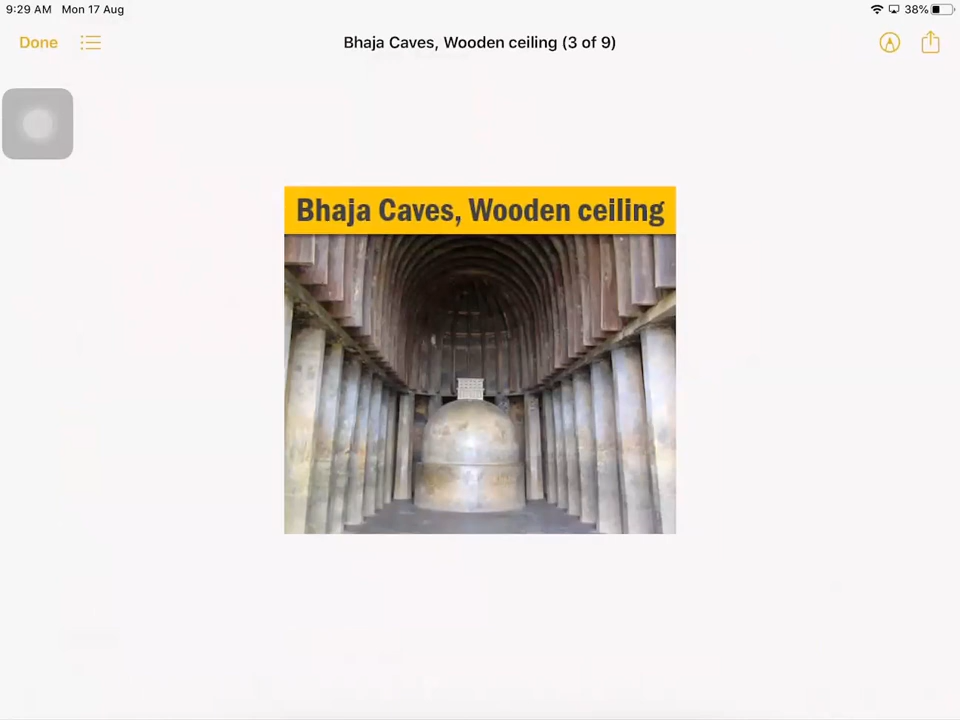 9:29 AM Mon 17 Aug
38%
Done
Bhaja Caves, Wooden ceiling (3 of 9)
Bhaja Caves, Wooden ceiling